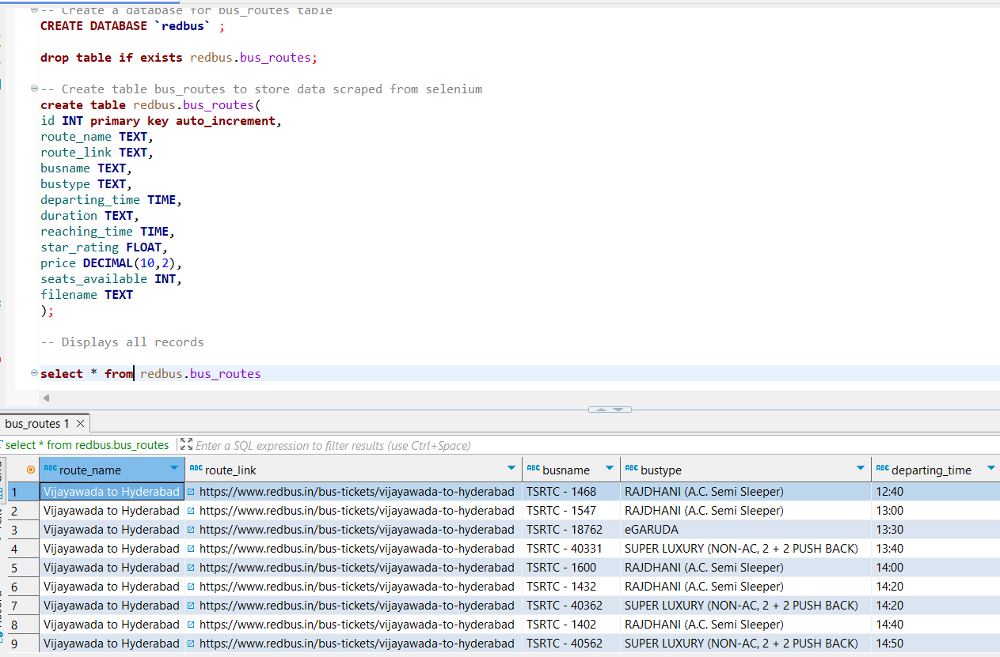 -- Create a database for bus_routes table
CREATE DATABASE `redbus` ;
drop table if exists redbus.bus_routes;
-- Create table bus_routes to store data scraped from selenium
create table redbus.bus_routes(
id INT primary key auto_increment,
route_name TEXT,
route_link TEXT,
busname TEXT,
bustype TEXT,
departing_time TIME,
duration TEXT,
reaching_time TIME,
star_rating FLOAT,
price DECIMAL(10,2),
seats_available INT,
filename TEXT
);
-- Displays all records
select * from redbus.bus_routes
bus_routes 1
select * from redbus.bus_routes Enter a SQL expression to filter results (use Ctrl+Space)
ABC route_name ABC route_link ABC busname ABC bustype ABC departing_time
1 Vijayawada to Hyderabad https://www.redbus.in/bus-tickets/vijayawada-to-hyderabad TSRTC - 1468 RAJDHANI (A.C. Semi Sleeper) 12:40
2 Vijayawada to Hyderabad https://www.redbus.in/bus-tickets/vijayawada-to-hyderabad TSRTC - 1547 RAJDHANI (A.C. Semi Sleeper) 13:00
3 Vijayawada to Hyderabad https://www.redbus.in/bus-tickets/vijayawada-to-hyderabad TSRTC - 18762 eGARUDA 13:30
4 Vijayawada to Hyderabad https://www.redbus.in/bus-tickets/vijayawada-to-hyderabad TSRTC - 40331 SUPER LUXURY (NON-AC, 2 + 2 PUSH BACK) 13:40
5 Vijayawada to Hyderabad https://www.redbus.in/bus-tickets/vijayawada-to-hyderabad TSRTC - 1600 RAJDHANI (A.C. Semi Sleeper) 14:00
6 Vijayawada to Hyderabad https://www.redbus.in/bus-tickets/vijayawada-to-hyderabad TSRTC - 1432 RAJDHANI (A.C. Semi Sleeper) 14:20
7 Vijayawada to Hyderabad https://www.redbus.in/bus-tickets/vijayawada-to-hyderabad TSRTC - 40362 SUPER LUXURY (NON-AC, 2 + 2 PUSH BACK) 14:20
8 Vijayawada to Hyderabad https://www.redbus.in/bus-tickets/vijayawada-to-hyderabad TSRTC - 1402 RAJDHANI (A.C. Semi Sleeper) 14:40
9 Vijayawada to Hyderabad https://www.redbus.in/bus-tickets/vijayawada-to-hyderabad TSRTC - 40562 SUPER LUXURY (NON-AC, 2 + 2 PUSH BACK) 14:50